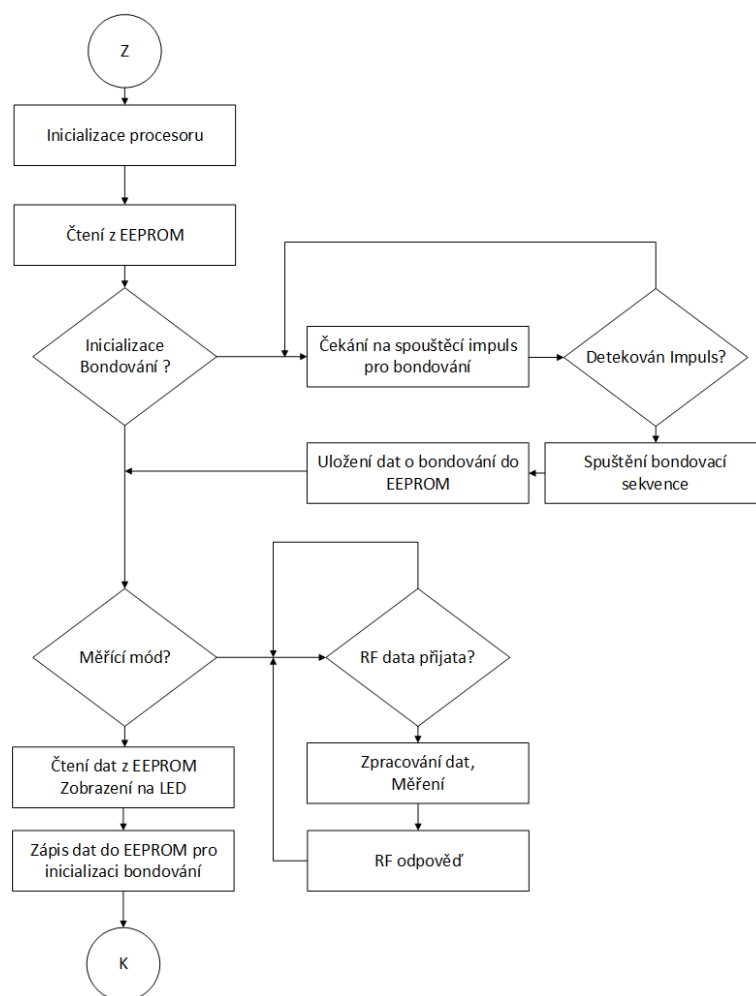 Z
Inicializace procesoru
Čtení z EEPROM
Inicializace
Bondování ?
Čekání na spouštěcí impuls
pro bondování
Detekován Impuls?
Uložení dat o bondování do
EEPROM
Spuštění bondovací
sekvence
Měřící mód?
RF data přijata?
Čtení dat z EEPROM
Zobrazení na LED
Zpracování dat,
Měření
Zápis dat do EEPROM pro
inicializaci bondování
RF odpověď
K